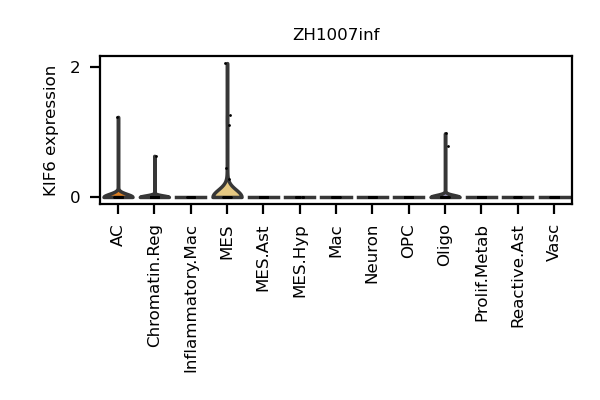 ZH1007inf
KIF6 expression
2
0
AC
Chromatin.Reg
Inflammatory.Mac
MES
MES.Ast
MES.Hyp
Mac
Neuron
OPC
Oligo
Prolif.Metab
Reactive.Ast
Vasc